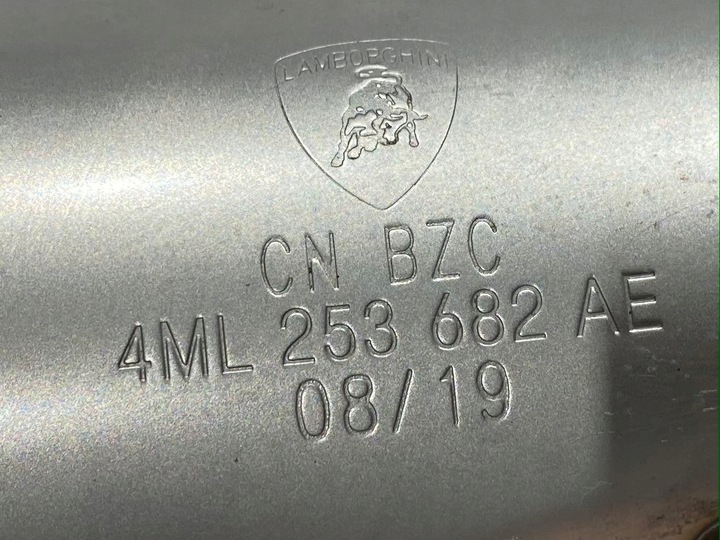 LAMBORGHINI
CN BZC
4ML 253 682 AE
08/19